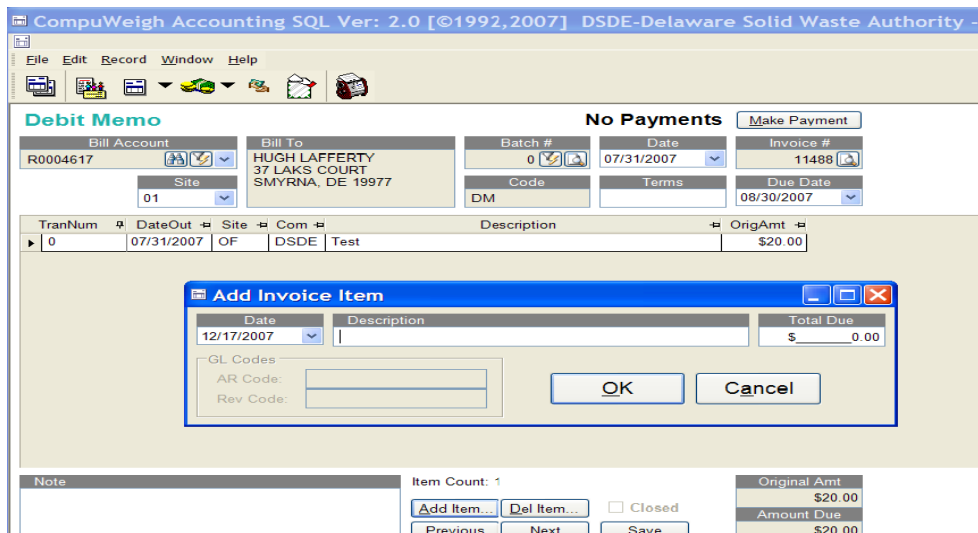 CompuWeigh Accounting SQL Ver: 2.0 [©1992,2007] DSDE-Delaware Solid Waste Authority -
File Edit Record Window Help
Debit Memo No Payments Make Payment
Bill Account Bill To Batch # Date Invoice #
R0004617 HUGH LAFFERTY 0 07/31/2007 11488
37 LAKS COURT
Site SMYRNA, DE 19977 Code Terms Due Date
01 DM 08/30/2007
TranNum DateOut Site Com Description OrigAmt
0 07/31/2007 OF DSDE Test $20.00
Add Invoice Item
Date Description Total Due
12/17/2007 $______0.00
GL Codes
AR Code: OK Cancel
Rev Code:
Note Item Count: 1 Original Amt
$20.00
Add Item... Del Item... Closed Amount Due
Previous Next Save $20.00